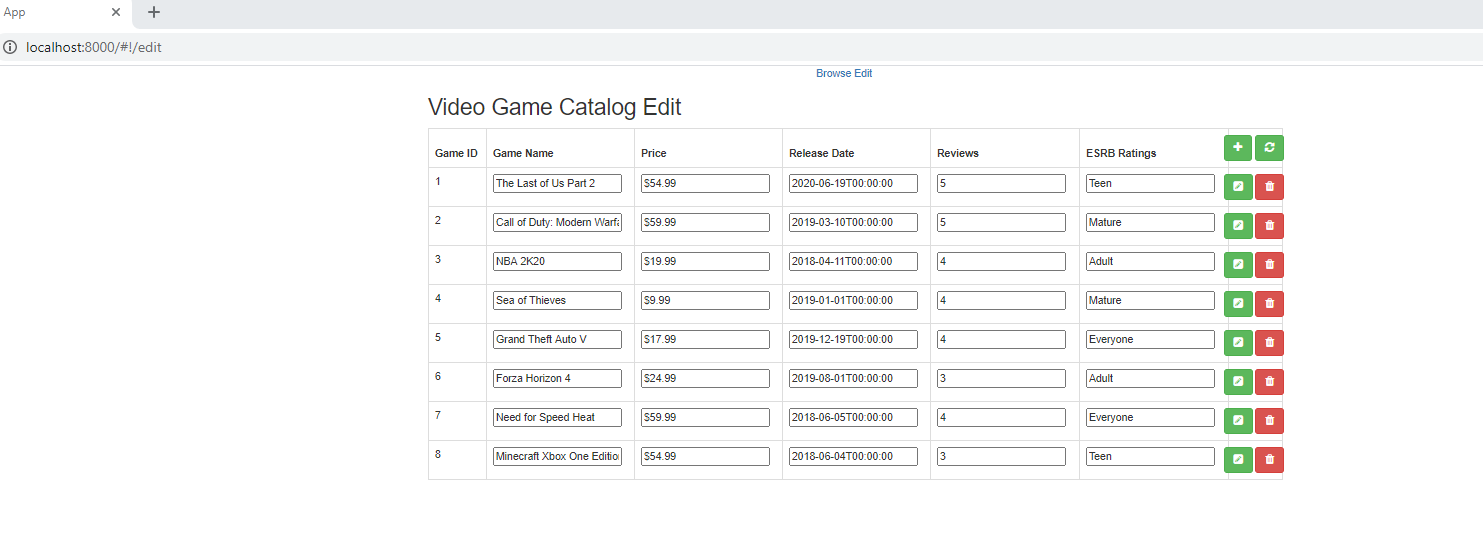 App
localhost:8000/#!/edit
Browse Edit
Video Game Catalog Edit
Game ID Game Name Price Release Date Reviews ESRB Ratings
1 The Last of Us Part 2 $54.99 2020-06-19T00:00:00 5 Teen
2 Call of Duty: Modern Warfa $59.99 2019-03-10T00:00:00 5 Mature
3 NBA 2K20 $19.99 2018-04-11T00:00:00 4 Adult
4 Sea of Thieves $9.99 2019-01-01T00:00:00 4 Mature
5 Grand Theft Auto V $17.99 2019-12-19T00:00:00 4 Everyone
6 Forza Horizon 4 $24.99 2019-08-01T00:00:00 3 Adult
7 Need for Speed Heat $59.99 2018-06-05T00:00:00 4 Everyone
8 Minecraft Xbox One Editio $54.99 2018-06-04T00:00:00 3 Teen